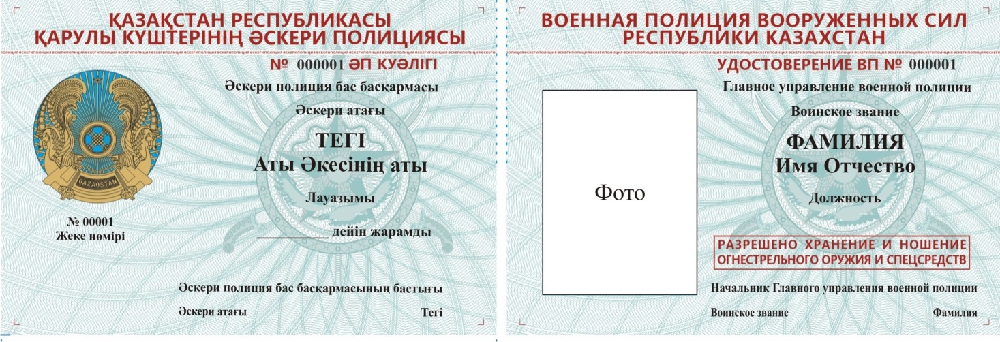 ҚАЗАҚСТАН РЕСПУБЛИКАСЫ
ҚАРУЛЫ КҮШТЕРІНІҢ ӘСКЕРИ ПОЛИЦИЯСЫ
№ 000001 ӘП КУӘЛІГІ
Әскери полиция бас басқармасы
Әскери атағы
ТЕГІ
Аты Әкесінің аты
Лауазымы
__________ дейін жарамды
QAZAQSTAN
№ 00001
Жеке нөмірі
Әскери полиция бас басқармасының бастығы
Әскери атағы Тегі
ВОЕННАЯ ПОЛИЦИЯ ВООРУЖЕННЫХ СИЛ
РЕСПУБЛИКИ КАЗАХСТАН
УДОСТОВЕРЕНИЕ ВП № 000001
Главное управление военной полиции
Воинское звание
ФАМИЛИЯ
Имя Отчество
Должность
Фото
РАЗРЕШЕНО ХРАНЕНИЕ И НОШЕНИЕ
ОГНЕСТРЕЛЬНОГО ОРУЖИЯ И СПЕЦСРЕДСТВ
Начальник Главного управления военной полиции
Воинское звание Фамилия